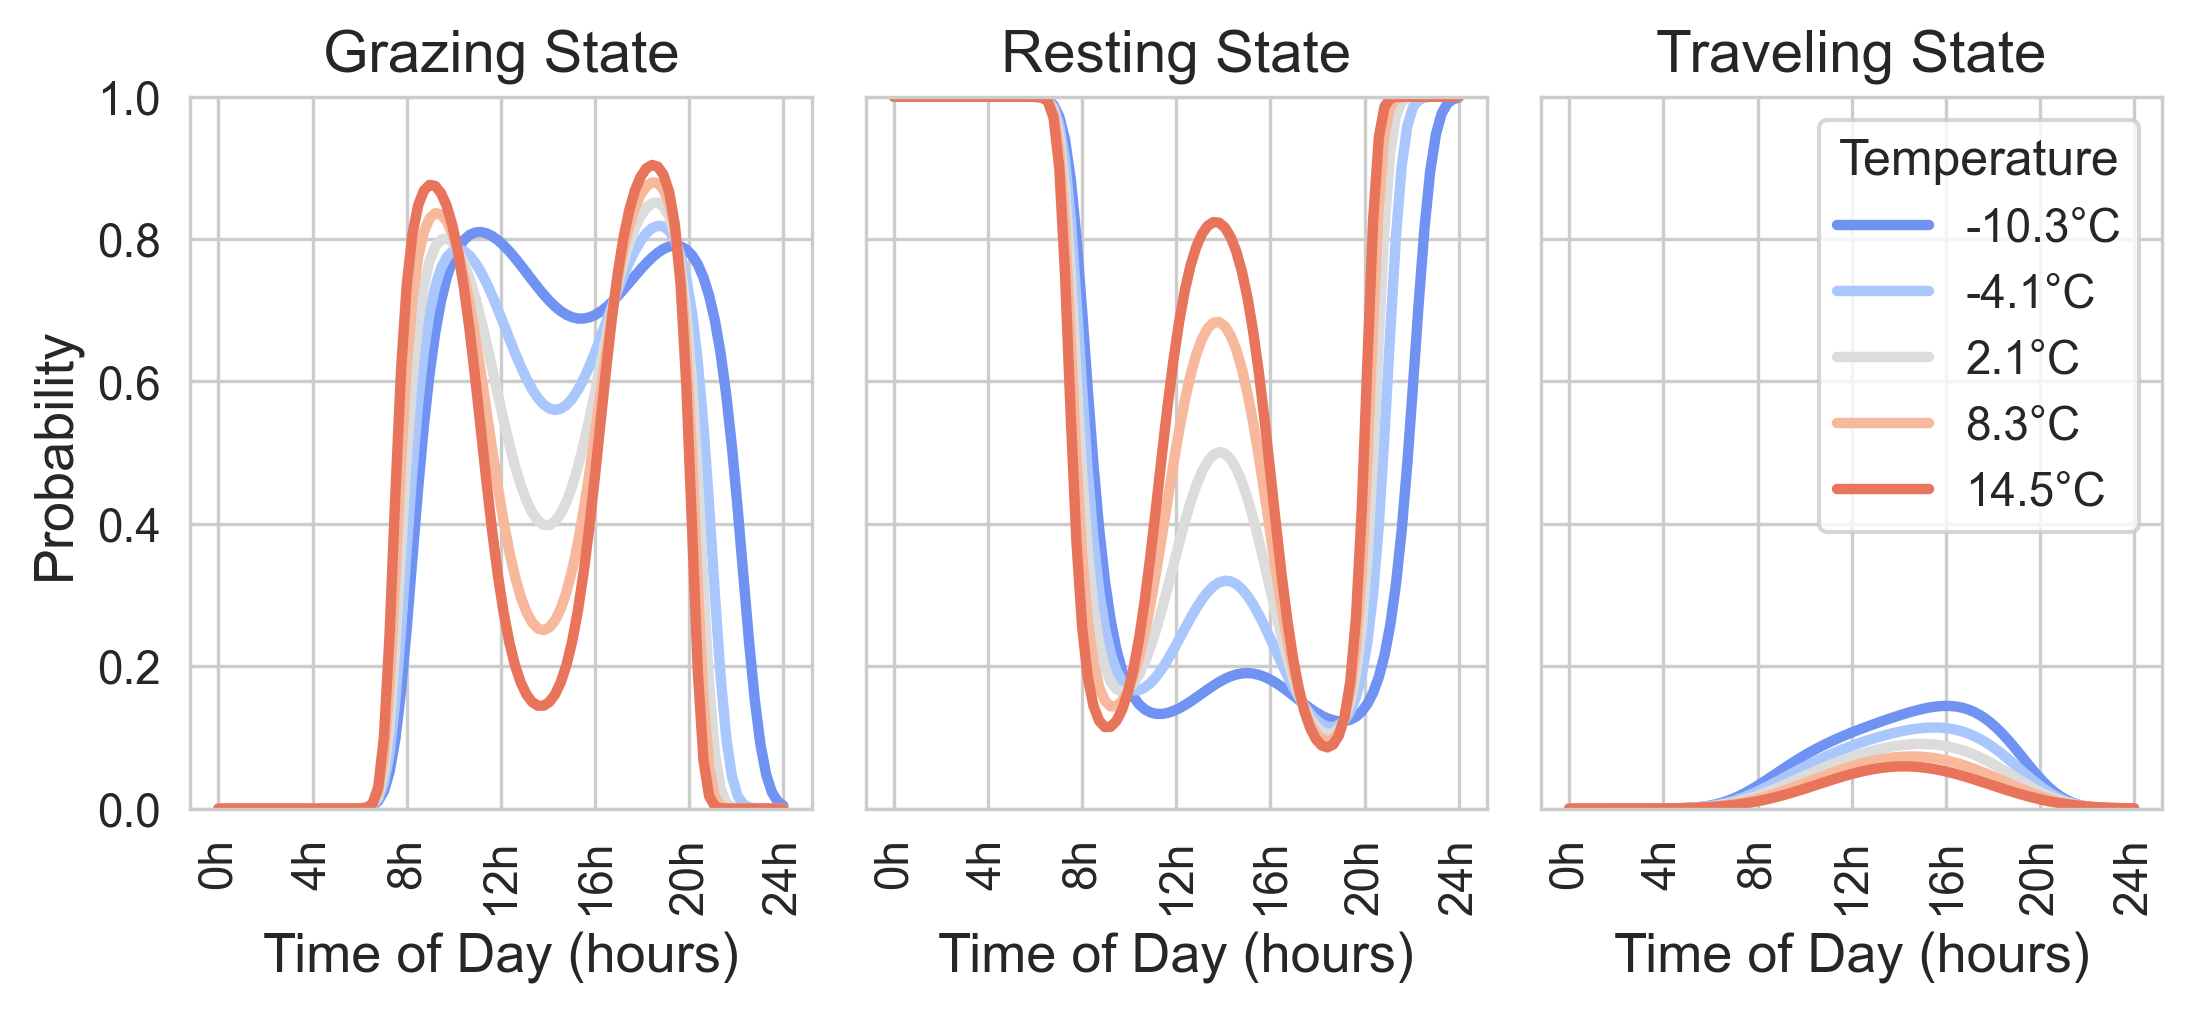 Grazing State
Resting State
Traveling State
Probability
1.0
0.8
0.6
0.4
0.2
0.0
Temperature
-10.3°C
-4.1°C
2.1°C
8.3°C
14.5°C
0h 4h 8h 12h 16h 20h 24h
0h 4h 8h 12h 16h 20h 24h
0h 4h 8h 12h 16h 20h 24h
Time of Day (hours)
Time of Day (hours)
Time of Day (hours)